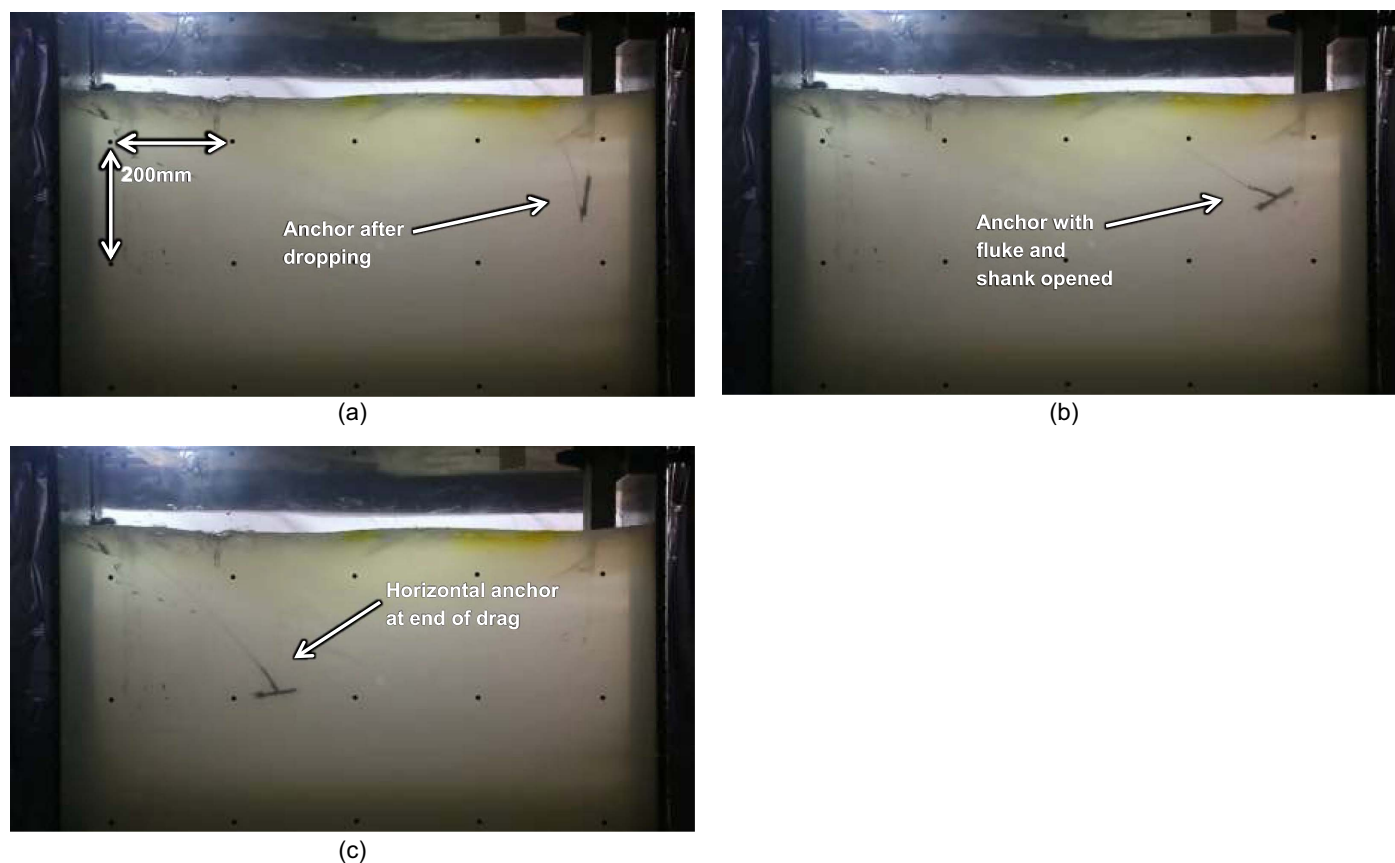 200mm
Anchor after
dropping
(a)
Anchor with
fluke and
shank opened
(b)
Horizontal anchor
at end of drag
(c)